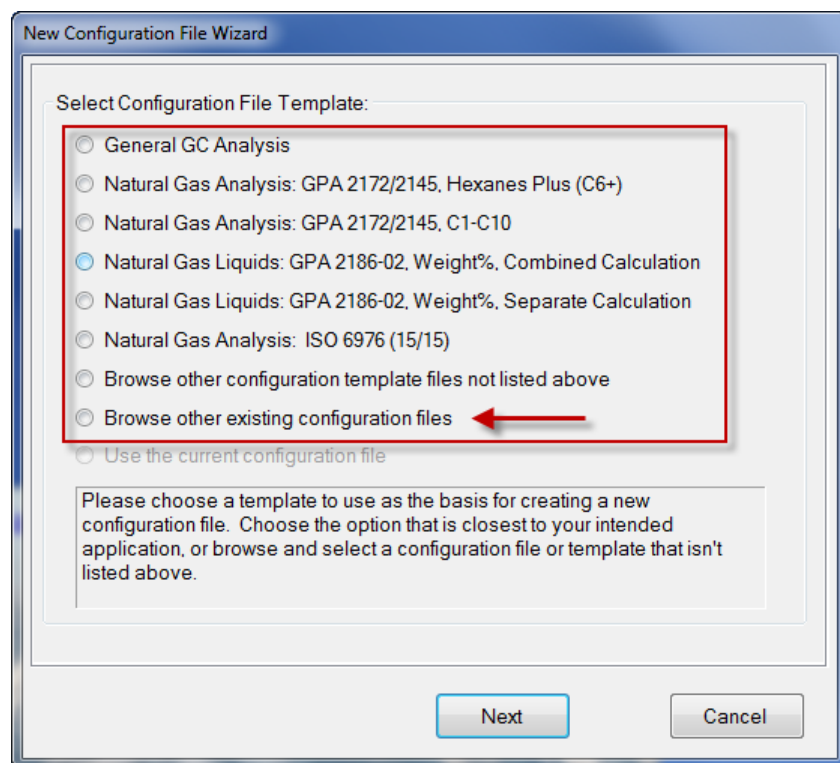 New Configuration File Wizard
Select Configuration File Template:
General GC Analysis
Natural Gas Analysis: GPA 2172/2145, Hexanes Plus (C6+)
Natural Gas Analysis: GPA 2172/2145, C1-C10
Natural Gas Liquids: GPA 2186-02, Weight%, Combined Calculation
Natural Gas Liquids: GPA 2186-02, Weight%, Separate Calculation
Natural Gas Analysis:  ISO 6976 (15/15)
Browse other configuration template files not listed above
Browse other existing configuration files
Use the current configuration file
Please choose a template to use as the basis for creating a new
configuration file.  Choose the option that is closest to your intended
application, or browse and select a configuration file or template that isn't
listed above.
Next
Cancel